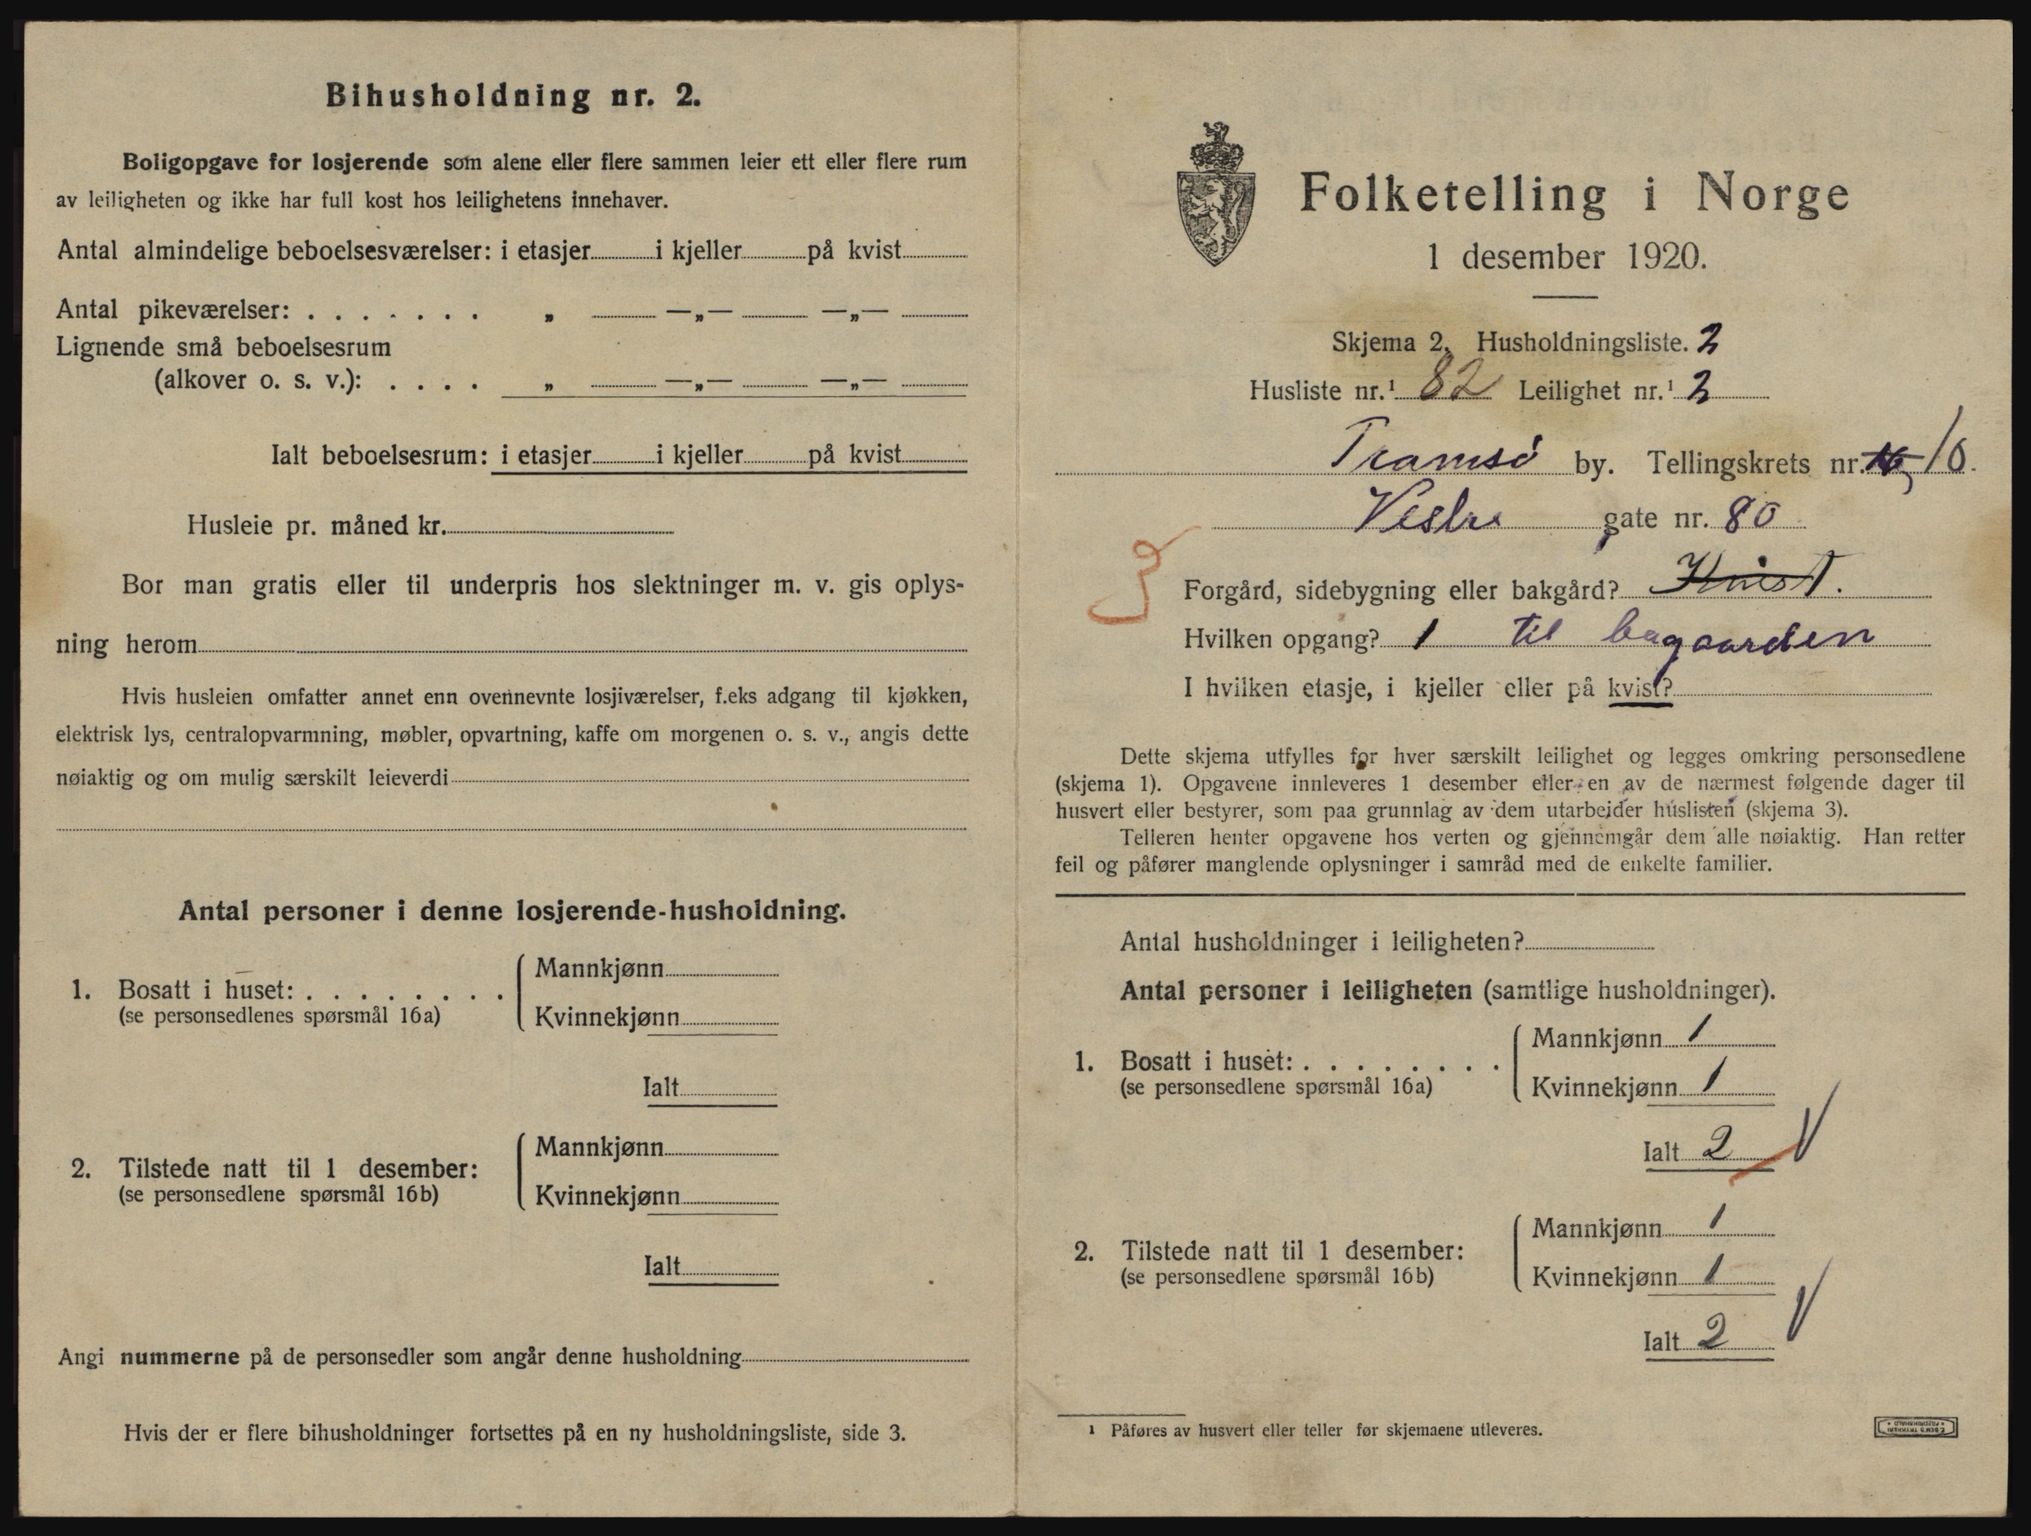 Bihusholdning nr. 2.
Boligopgave for losjerende som alene eller flere sammen leier ett eller flere rum
av leiligheten og ikke har full kost hos leilighetens innehaver.
Antal almindelige beboelsesværelser: i etasjer i kjeller på kvist
Antal pikeværelser: . . . . . . . „ —„— —„—
Lignende små beboelsesrum
(alkover o. s. v.): . . . . „ —„— —„—
Ialt beboelsesrum: i etasjer i kjeller på kvist
Husleie pr. måned kr.
Bor man gratis eller til underpris hos slektninger m. v. gis oplys-
ning herom
Hvis husleien omfatter annet enn ovennevnte losjiværelser, f.eks adgang til kjøkken,
elektrisk lys, centralopvarmning, møbler, opvartning, kaffe om morgenen o. s. v., angis dette
nøiaktig og om mulig særskilt leieverdi
Antal personer i denne losjerende-husholdning.
Mannkjønn
1. Bosatt i huset: . . . . . . . .
(se personsedlenes spørsmål 16a)
Kvinnekjønn
Ialt
Mannkjønn
2. Tilstede natt til 1 desember:
(se personsedlene spørsmål 16b)
Kvinnekjønn
Ialt
Angi nummerne på de personsedler som angår denne husholdning
Hvis der er flere bihusholdninger fortsettes på en ny husholdningsliste, side 3.
Folketelling i Norge
1 desember 1920.
Skjema 2. Husholdningsliste. 2
Husliste nr.¹ 82 Leilighet nr.¹ 2
Tromsö by. Tellingskrets nr. 10.
Vestre gate nr. 80
Forgård, sidebygning eller bakgård? Kvist.
Hvilken opgang? 1 til bagaarden
I hvilken etasje, i kjeller eller på kvist?
Dette skjema utfylles for hver særskilt leilighet og legges omkring personsedlene
(skjema 1). Opgavene innleveres 1 desember eller en av de nærmest følgende dager til
husvert eller bestyrer, som paa grunnlag av dem utarbeider huslisten (skjema 3).
Telleren henter opgavene hos verten og gjennemgår dem alle nøiaktig. Han retter
feil og påfører manglende oplysninger i samråd med de enkelte familier.
Antal husholdninger i leiligheten?
Antal personer i leiligheten (samtlige husholdninger).
Mannkjønn 1
1. Bosatt i huset: . . . . . . . .
(se personsedlene spørsmål 16a)
Kvinnekjønn 1
Ialt 2
Mannkjønn 1
2. Tilstede natt til 1 desember:
(se personsedlene spørsmål 16b)
Kvinnekjønn 1
Ialt 2
¹ Påføres av husvert eller teller før skjemaene utleveres.